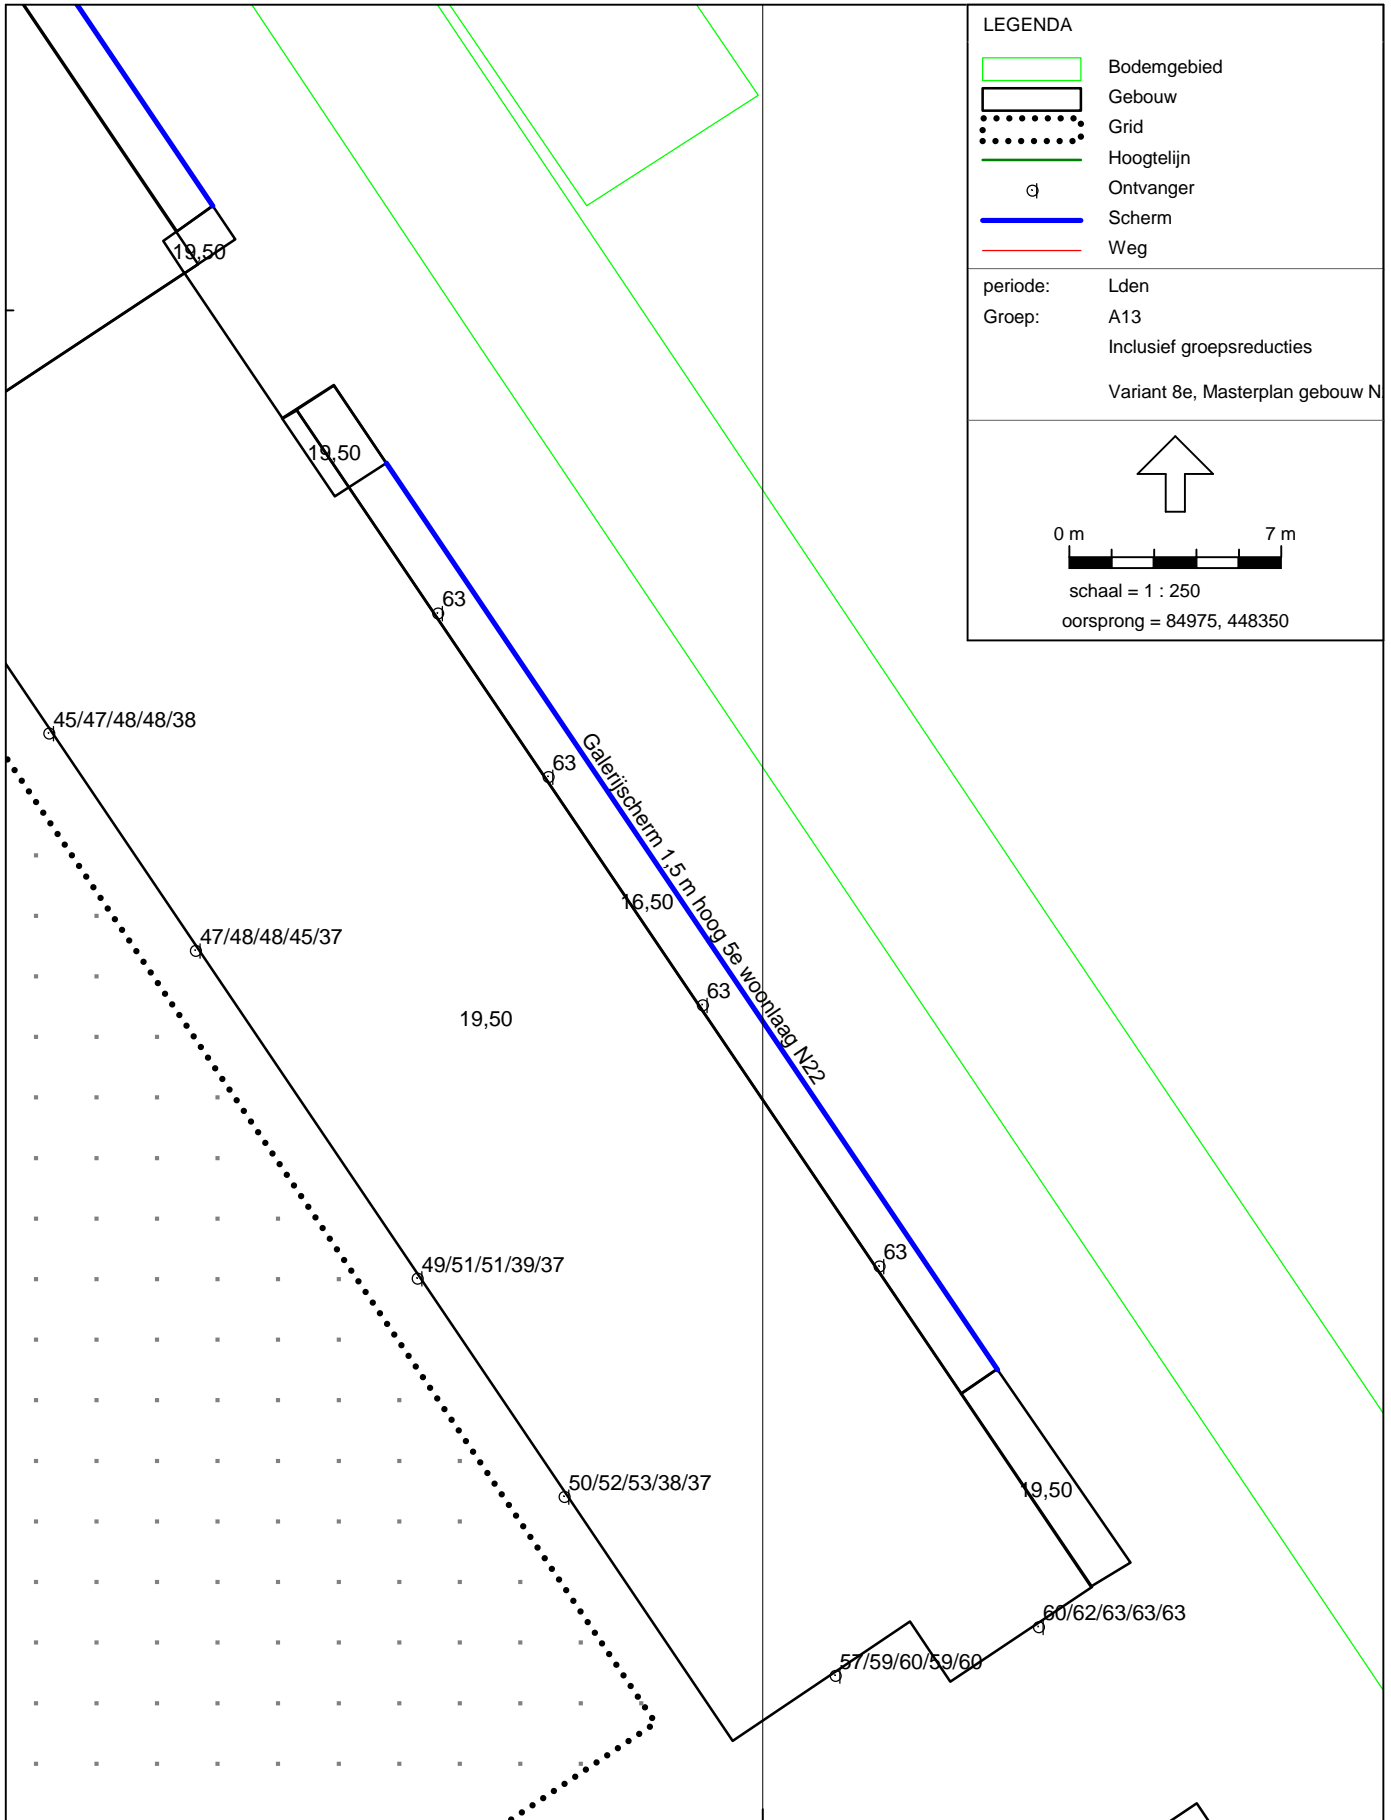 LEGENDA
Bodemgebied
Gebouw
Grid
Hoogtelijn
Ontvanger
Scherm
Weg
periode: Lden
Groep: A13
Inclusief groepsreducties
Variant 8e, Masterplan gebouw N
0 m 7 m
schaal = 1 : 250
oorsprong = 84975, 448350
19,50
19,50
63
45/47/48/48/38
63
Galerijscherm 1,5 m hoog 5e woonlaag N22
16,50
47/48/48/45/37
63
19,50
63
49/51/51/39/37
50/52/53/38/37
19,50
60/62/63/63/63
57/59/60/59/60